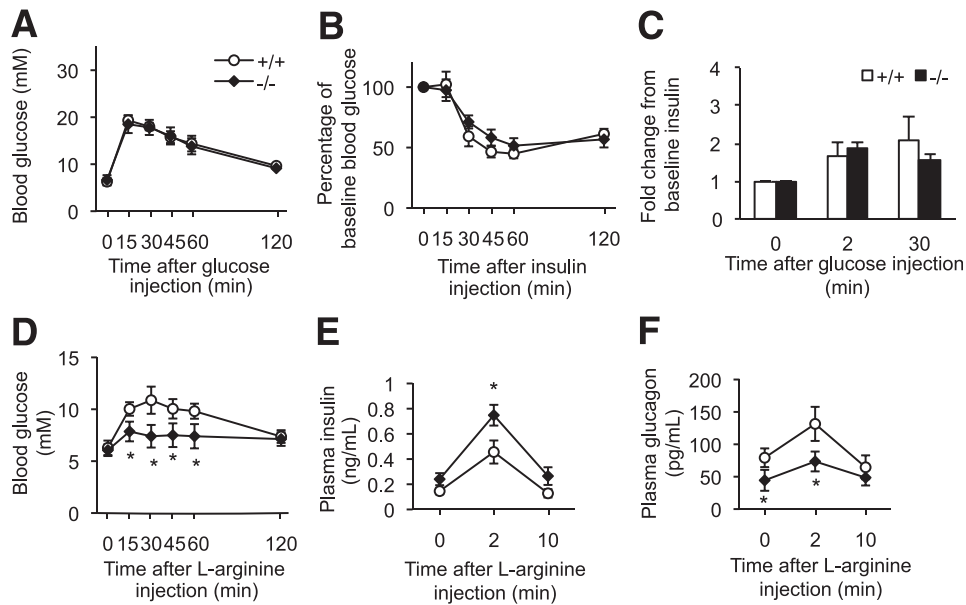 A
Blood glucose (mM)
30
20
10
0
+/+
-/-
0 15 30 45 60 120
Time after glucose
injection (min)
B
Percentage of
baseline blood glucose
100
50
0
0 15 30 45 60 120
Time after insulin
injection (min)
C
Fold change from
baseline insulin
4
3
2
1
0
+/+ -/-
0 2 30
Time after glucose injection
(min)
D
Blood glucose
(mM)
15
10
5
0
* * * *
0 15 30 45 60 120
Time after L-arginine
injection (min)
E
Plasma insulin
(ng/mL)
1
0.8
0.6
0.4
0.2
0
*
0 2 10
Time after L-arginine
injection (min)
F
Plasma glucagon
(pg/mL)
200
150
100
50
0
* *
0 2 10
Time after L-arginine
injection (min)